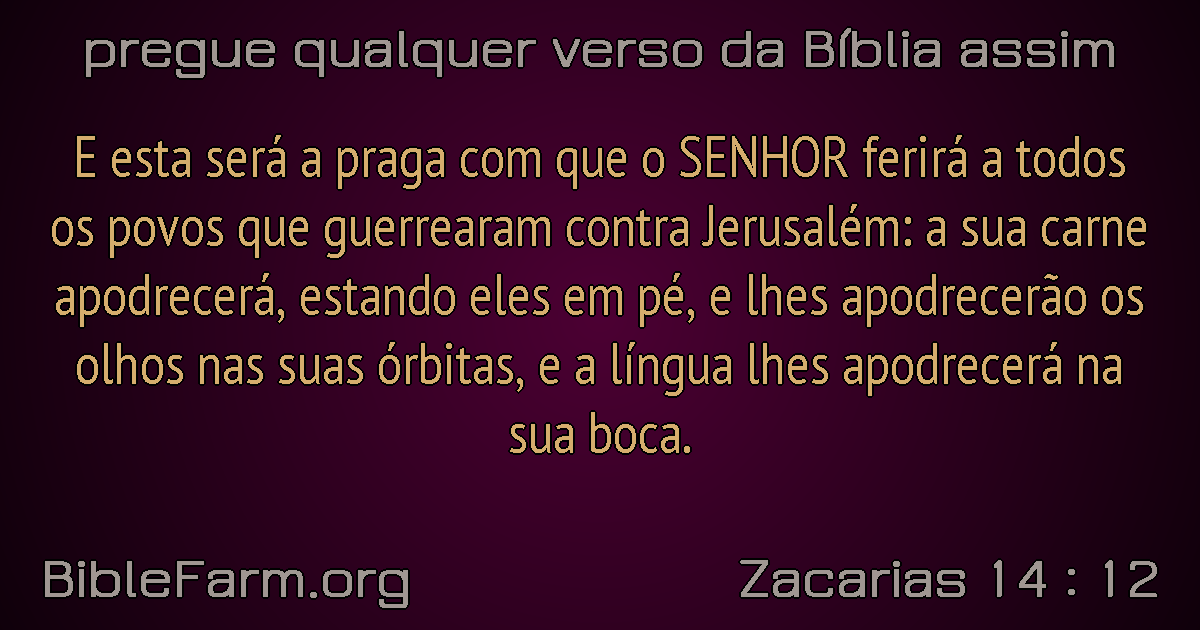 pregue qualquer verso da Bíblia assim
E esta será a praga com que o SENHOR ferirá a todos
os povos que guerrearam contra Jerusalém: a sua carne
apodrecerá, estando eles em pé, e lhes apodrecerão os
olhos nas suas órbitas, e a língua lhes apodrecerá na
sua boca.
BibleFarm.org
Zacarias 14 : 12